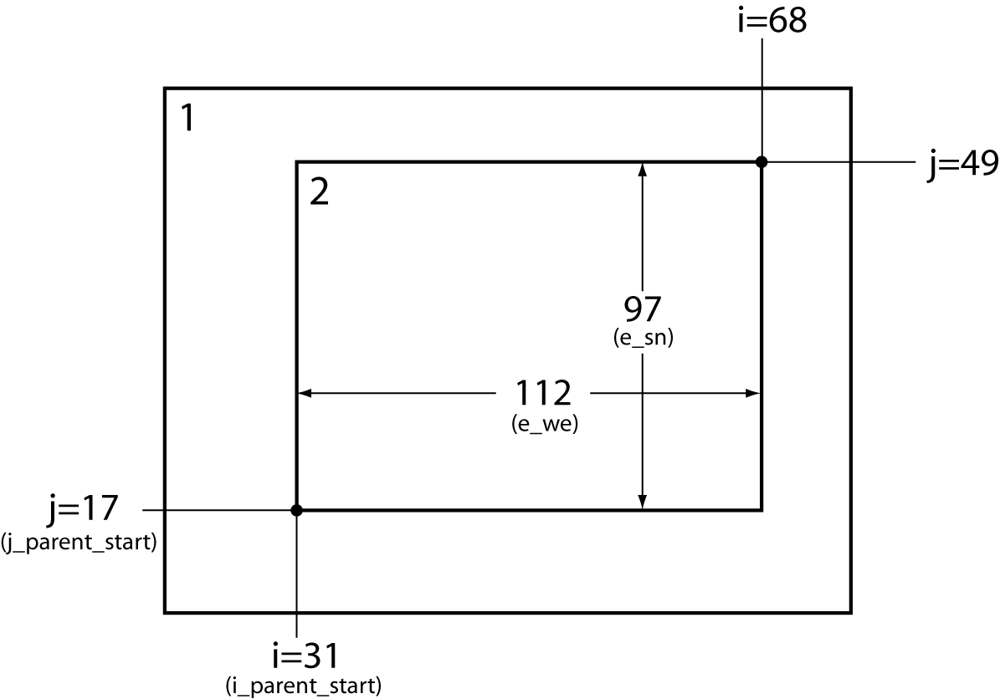 i=68
1
j=49
2
97
(e_sn)
112
(e_we)
j=17
(j_parent_start)
i=31
(i_parent_start)